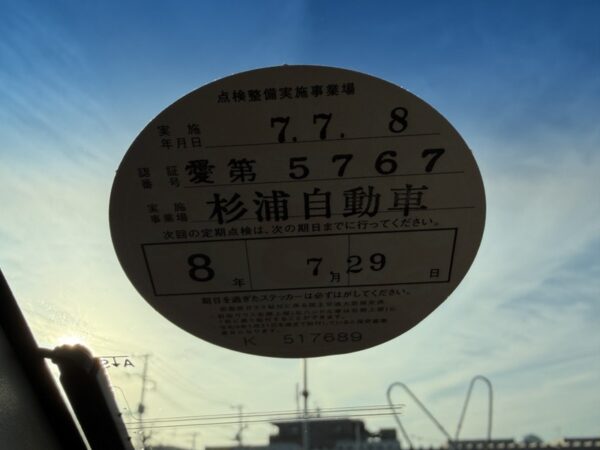 点検整備実施事業場
実施年月日 7. 7. 8
認証番号 愛第 5767
実施事業場 杉浦自動車
次回の定期点検は、次の期日までに行ってください。
8年 7月29日
期日を過ぎたステッカーは必ずはがしてください。
K 517689